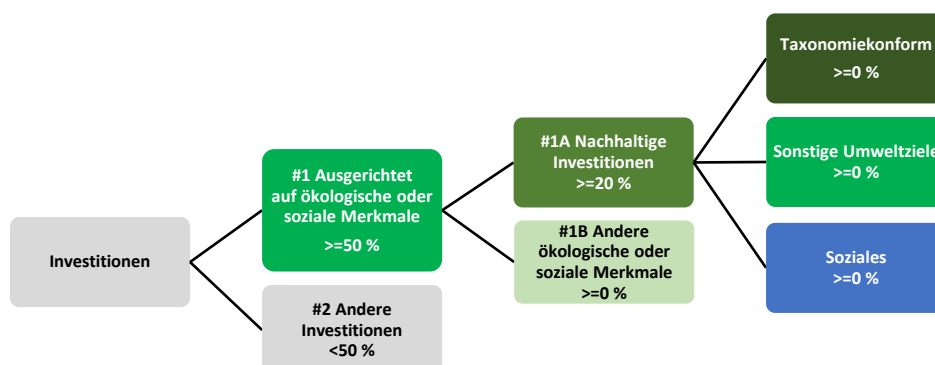 Investitionen
#1 Ausgerichtet
auf ökologische oder
soziale Merkmale
>=50 %
#2 Andere
Investitionen
<50 %
#1A Nachhaltige
Investitionen
>=20 %
#1B Andere
ökologische oder
soziale Merkmale
>=0 %
Taxonomiekonform
>=0 %
Sonstige Umweltziele
>=0 %
Soziales
>=0 %